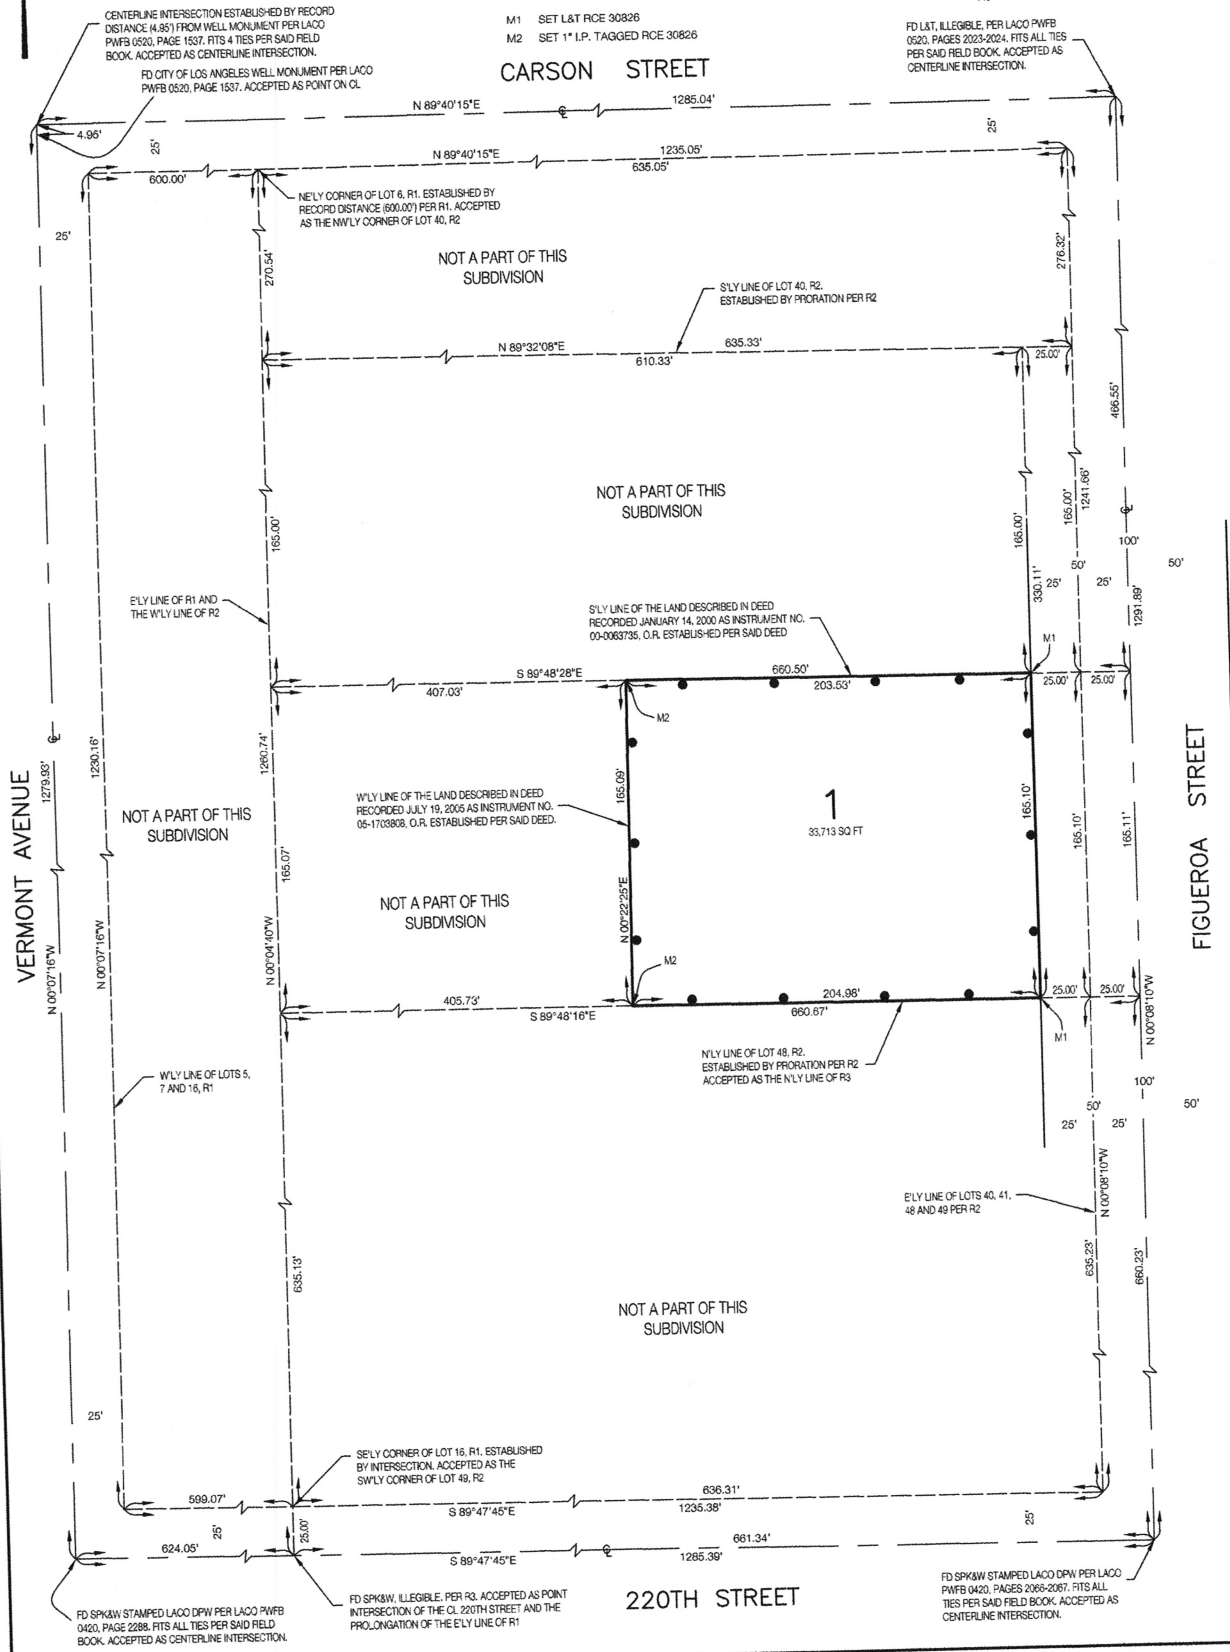 CENTERLINE INTERSECTION ESTABLISHED BY RECORD
DISTANCE (4.95') FROM WELL MONUMENT PER LACO
PWFB 0520, PAGE 1537. FITS 4 TIES PER SAID FIELD
BOOK. ACCEPTED AS CENTERLINE INTERSECTION.
FD CITY OF LOS ANGELES WELL MONUMENT PER LACO
PWFB 0520, PAGE 1537. ACCEPTED AS POINT ON CL
M1 SET L&T RCE 30826
M2 SET 1" I.P. TAGGED RCE 30826
CARSON STREET
FD L&T, ILLEGIBLE, PER LACO PWFB
0520, PAGES 2023-2024. FITS ALL TIES
PER SAID FIELD BOOK. ACCEPTED AS
CENTERLINE INTERSECTION.
N 89°40'15"E
1285.04'
4.95'
25'
25'
N 89°40'15"E
1235.05'
635.05'
600.00'
NE'LY CORNER OF LOT 6, R1. ESTABLISHED BY
RECORD DISTANCE (600.00') PER R1. ACCEPTED
AS THE NW'LY CORNER OF LOT 40, R2
25'
270.54'
276.32'
NOT A PART OF THIS
SUBDIVISION
S'LY LINE OF LOT 40, R2.
ESTABLISHED BY PRORATION PER R2
N 89°32'08"E
635.33'
610.33'
25.00'
466.55'
NOT A PART OF THIS
SUBDIVISION
165.00'
165.00'
165.00'
1241.66'
100'
50'
50'
25'
25'
330.11'
1291.89'
E'LY LINE OF R1 AND
THE W'LY LINE OF R2
S'LY LINE OF THE LAND DESCRIBED IN DEED
RECORDED JANUARY 14, 2000 AS INSTRUMENT NO.
00-0063735, O.R. ESTABLISHED PER SAID DEED
M1
S 89°48'28"E
660.50'
407.03'
203.53'
25.00'
25.00'
M2
VERMONT AVENUE
1279.93'
1230.16'
1260.74'
165.09'
W'LY LINE OF THE LAND DESCRIBED IN DEED
RECORDED JULY 19, 2005 AS INSTRUMENT NO.
05-1703808, O.R. ESTABLISHED PER SAID DEED.
1
33,713 SQ FT
165.10'
165.10'
165.11'
FIGUEROA STREET
NOT A PART OF THIS
SUBDIVISION
165.07'
NOT A PART OF THIS
SUBDIVISION
N 00°22'25"E
N 00°07'16"W
N 00°07'16"W
N 00°04'40"W
M2
405.73'
S 89°48'16"E
204.98'
660.67'
25.00'
25.00'
M1
N 00°08'10"W
N'LY LINE OF LOT 48, R2.
ESTABLISHED BY PRORATION PER R2
ACCEPTED AS THE N'LY LINE OF R3
W'LY LINE OF LOTS 5,
7 AND 16, R1
100'
50'
50'
25'
25'
N 00°08'10"W
E'LY LINE OF LOTS 40, 41,
48 AND 49 PER R2
635.13'
635.23'
660.23'
NOT A PART OF THIS
SUBDIVISION
25'
SE'LY CORNER OF LOT 16, R1. ESTABLISHED
BY INTERSECTION. ACCEPTED AS THE
SW'LY CORNER OF LOT 49, R2
599.07'
636.31'
S 89°47'45"E
1235.38'
25'
25.00'
25'
624.05'
661.34'
S 89°47'45"E
1285.39'
220TH STREET
FD SPK&W STAMPED LACO DPW PER LACO PWFB
0420, PAGE 2288. FITS ALL TIES PER SAID FIELD
BOOK. ACCEPTED AS CENTERLINE INTERSECTION.
FD SPK&W, ILLEGIBLE. PER R3. ACCEPTED AS POINT
INTERSECTION OF THE CL 220TH STREET AND THE
PROLONGATION OF THE E'LY LINE OF R1
FD SPK&W STAMPED LACO DPW PER LACO
PWFB 0420, PAGES 2066-2067. FITS ALL
TIES PER SAID FIELD BOOK. ACCEPTED AS
CENTERLINE INTERSECTION.